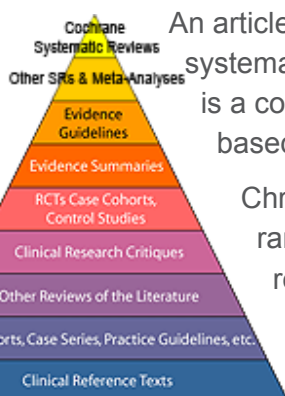 Cochrane
Systematic Reviews
Other SRs & Meta-Analyses
Evidence
Guidelines
Evidence Summaries
RCTs Case Cohorts,
Control Studies
Clinical Research Critiques
Other Reviews of the Literature
orts, Case Series, Practice Guidelines, etc.
Clinical Reference Texts
An article
systema
is a co
based
Chr
ra
re